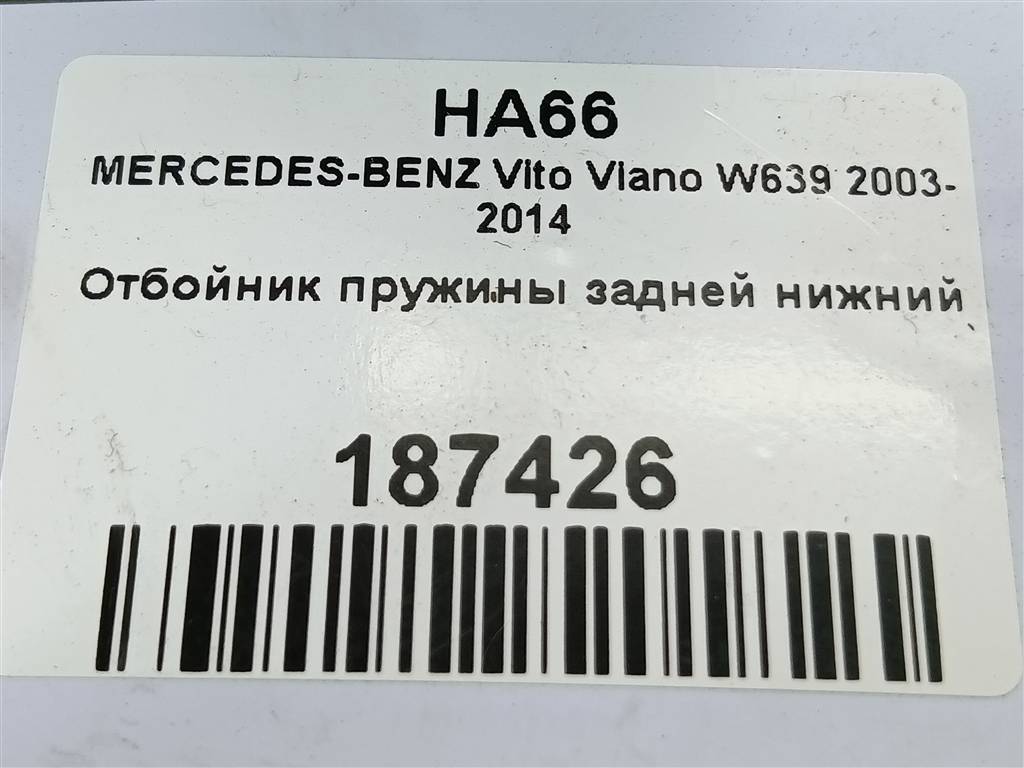 HA66
MERCEDES-BENZ Vito Viano W639 2003-
2014
Отбойник пружины задней нижний
187426